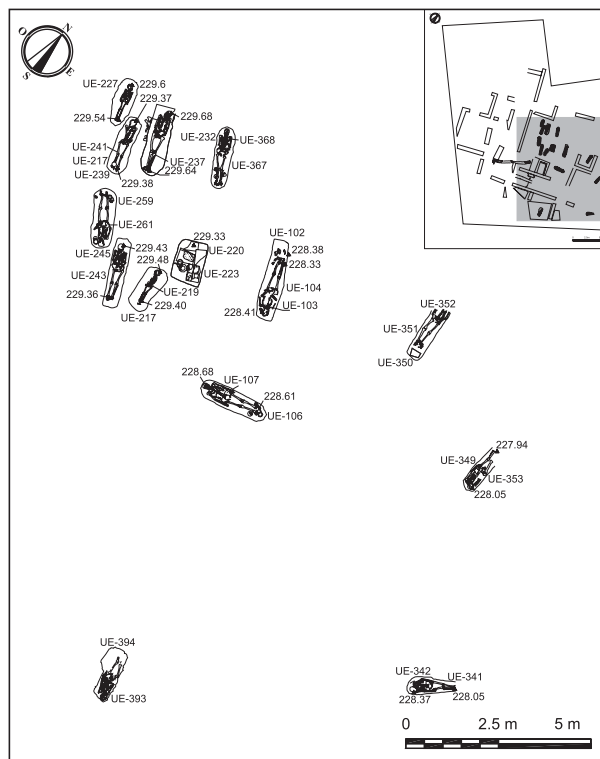 O N
S E
UE-227 229.6
229.37
229.54
229.68
UE-232 UE-368
UE-241
UE-217 UE-237 UE-367
UE-239 229.64
229.38
UE-259
UE-261
229.33 UE-102
229.43 UE-220 228.38
UE-245 229.48 228.33
UE-243 UE-223
UE-219 UE-104
229.36 229.40 UE-103
UE-217 228.41
UE-352
UE-351
UE-350
228.68 UE-107
228.61
UE-106
227.94
UE-349
UE-353
228.05
UE-394
UE-393
UE-342 UE-341
228.37 228.05
0 2.5 m 5 m